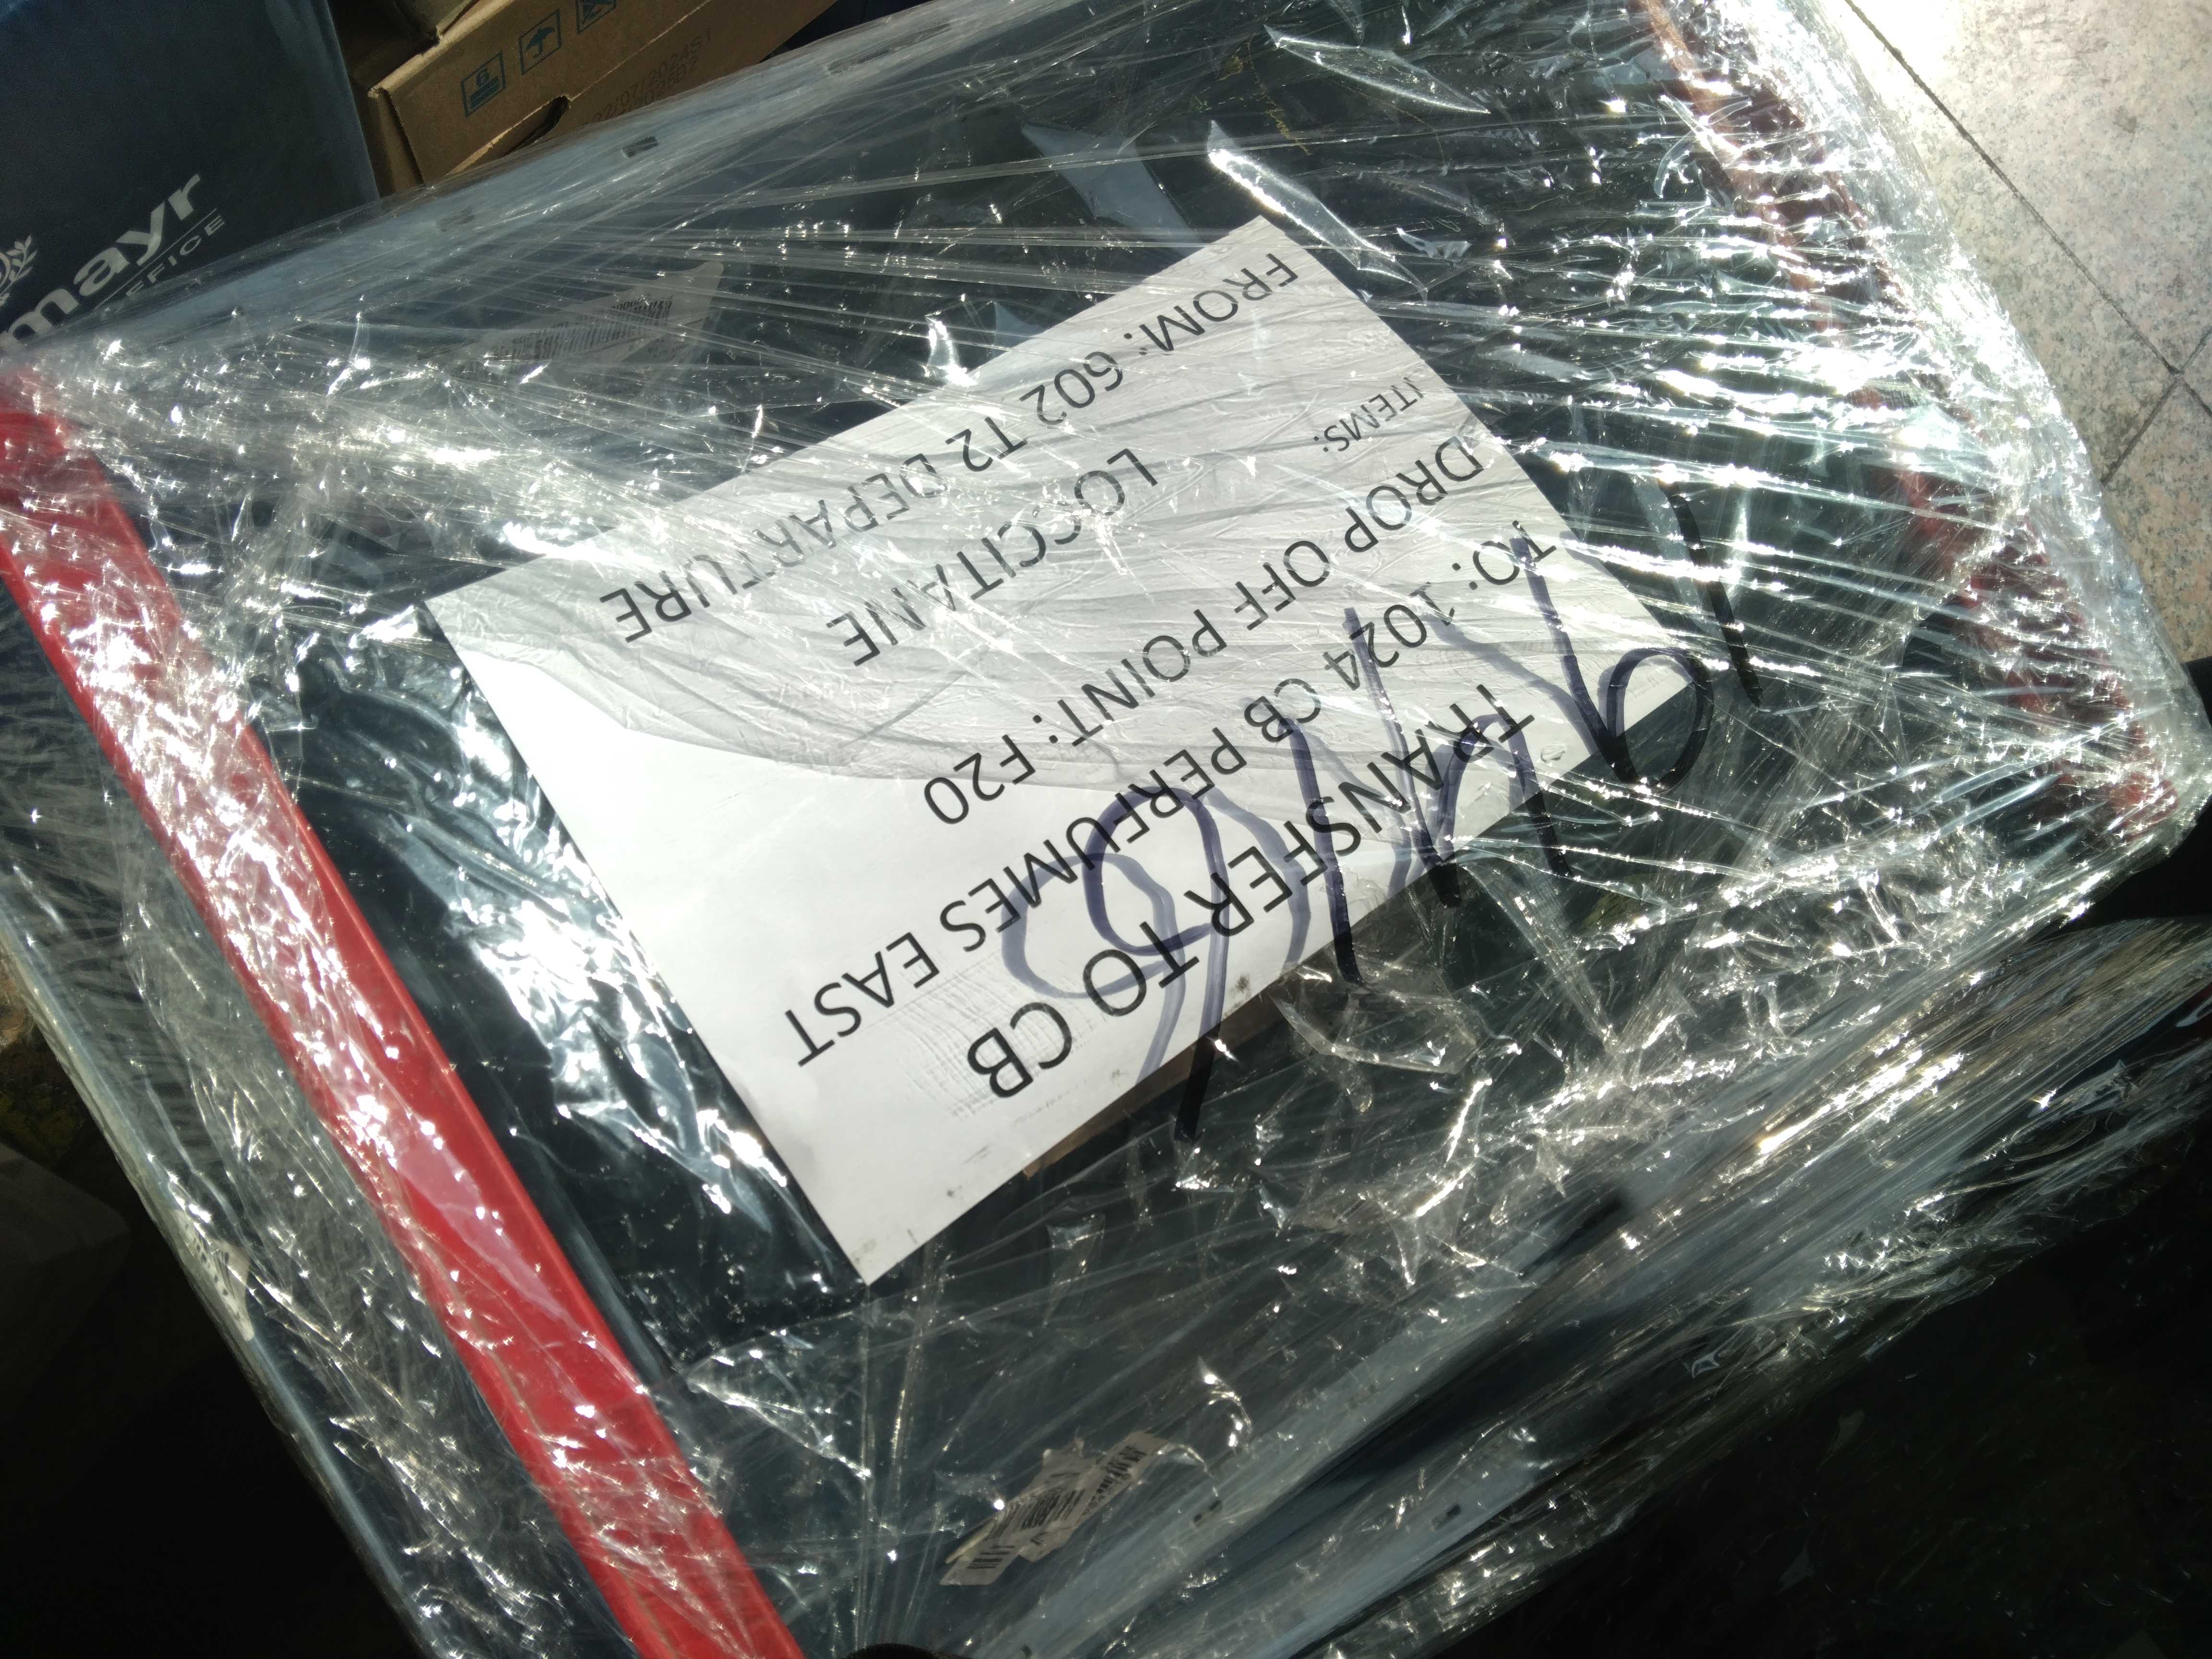 TRANSFER TO CB
TO: 1024 CB PERFUMES EAST
DROP OFF POINT: F20
ITEMS:
LOCCITANE
FROM: 602 T2 DEPARTURE
mayr
6